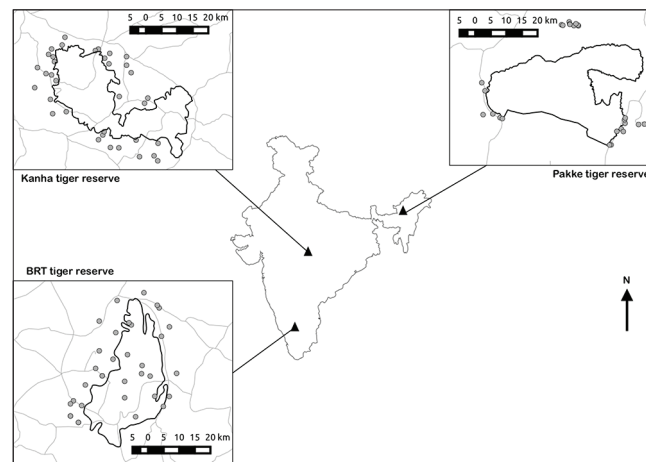 5 0 5 10 15 20 km
5 0 5 10 15 20 km
Kanha tiger reserve
Pakke tiger reserve
BRT tiger reserve
N
5 0 5 10 15 20 km